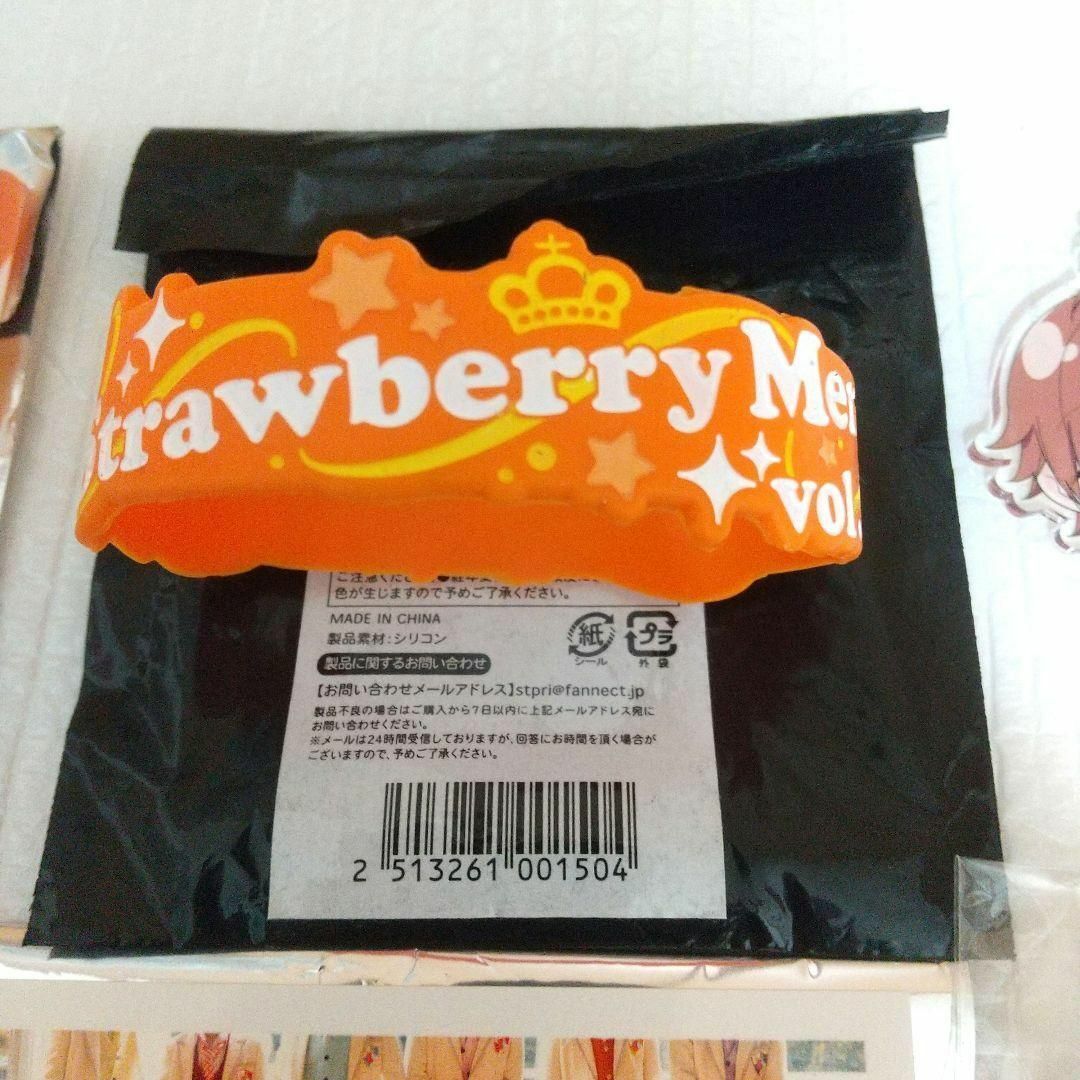 Strawberry Mer
vol.
ご注意ください。
色が生じますので予めご了承ください。
MADE IN CHINA
製品素材:シリコン
紙
シール
プラ
外袋
製品に関するお問い合わせ
【お問い合わせメールアドレス】stpri@fannect.jp
製品不良の場合はご購入から7日以内に上記メールアドレス宛に
お問い合わせください。
※メールは24時間受信しておりますが、回答にお時間を頂く場合が
ございますので、予めご了承ください。
2 513261 001504